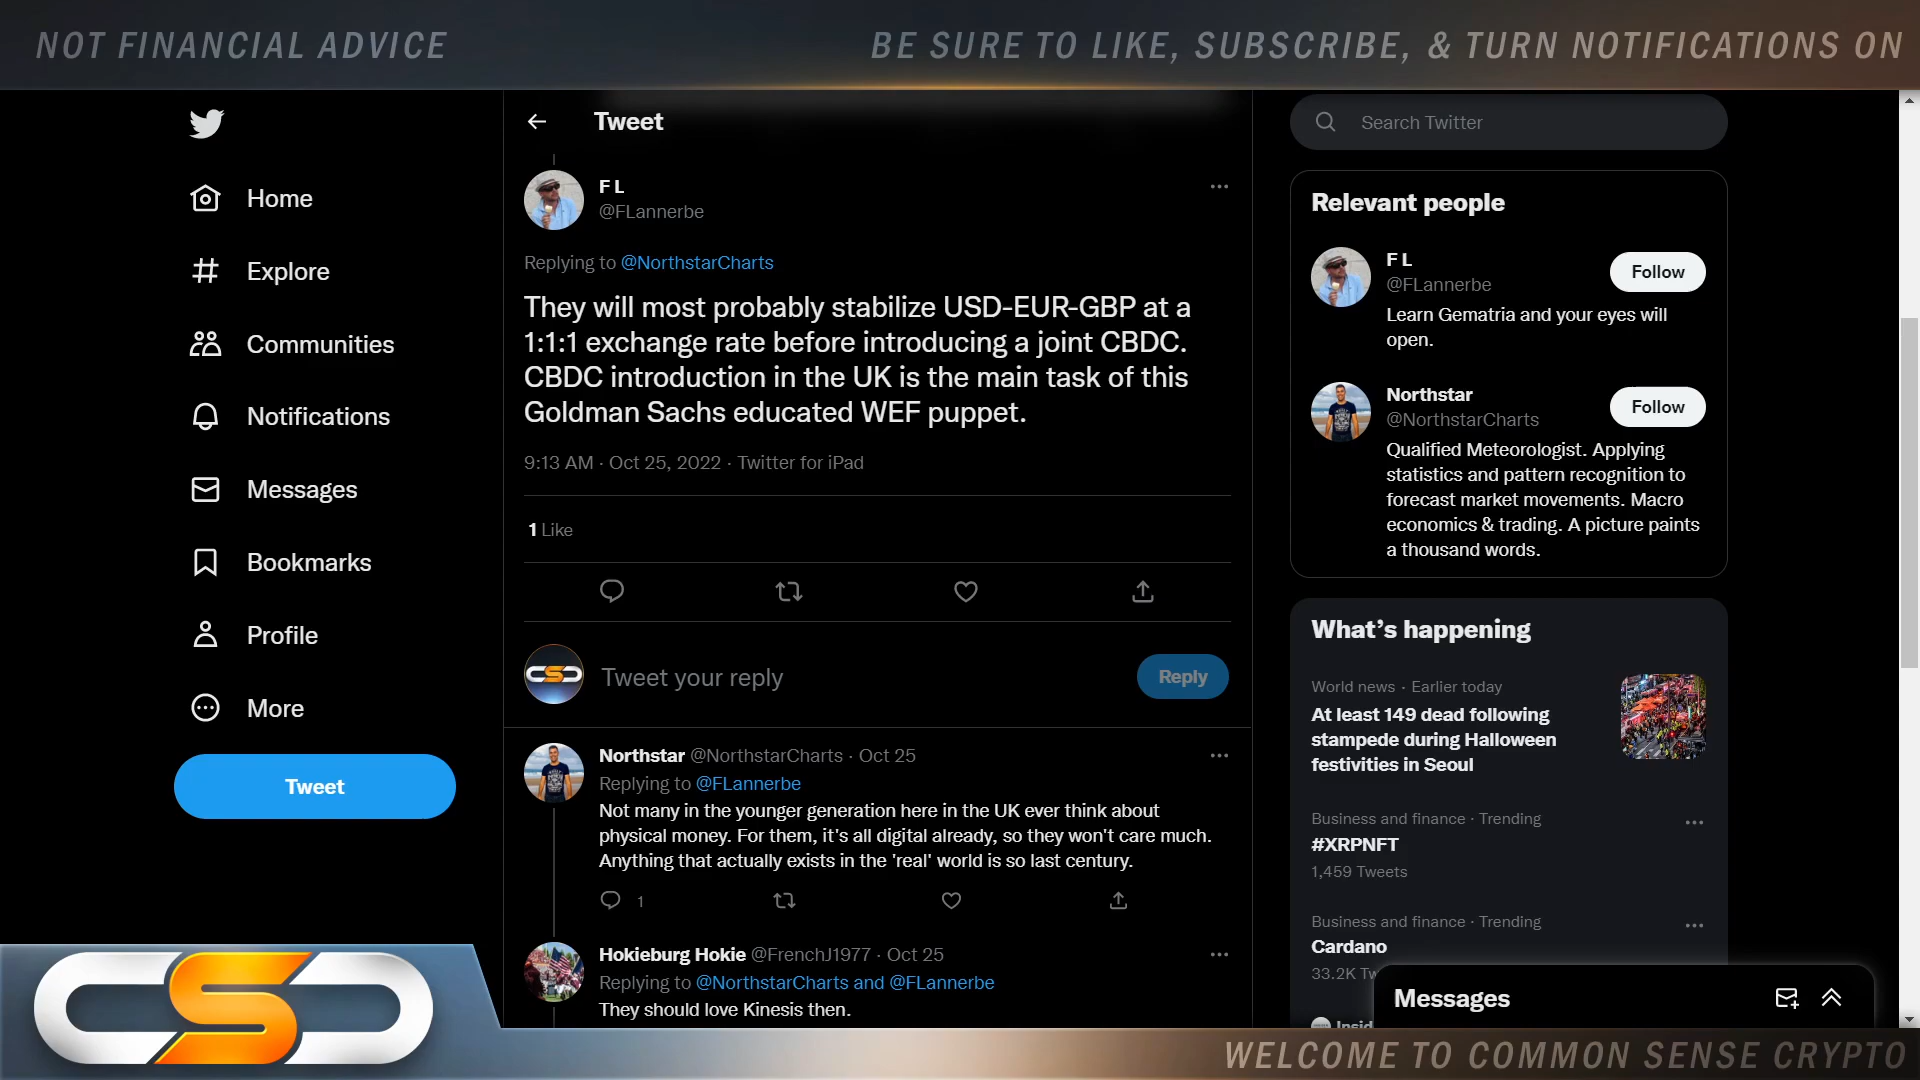 NOT FINANCIAL ADVICE
BE SURE TO LIKE, SUBSCRIBE, & TURN NOTIFICATIONS ON
Home
Explore
Communities
Notifications
Messages
Bookmarks
Profile
More
Tweet
Tweet
F L
@FLannerbe
Replying to @NorthstarCharts
They will most probably stabilize USD-EUR-GBP at a
1:1:1 exchange rate before introducing a joint CBDC.
CBDC introduction in the UK is the main task of this
Goldman Sachs educated WEF puppet.
9:13 AM · Oct 25, 2022 · Twitter for iPad
1 Like
Tweet your reply
Reply
Northstar @NorthstarCharts · Oct 25
Replying to @FLannerbe
Not many in the younger generation here in the UK ever think about
physical money. For them, it's all digital already, so they won't care much.
Anything that actually exists in the 'real' world is so last century.
1
Hokieburg Hokie @FrenchJ1977 · Oct 25
Replying to @NorthstarCharts and @FLannerbe
They should love Kinesis then.
Search Twitter
Relevant people
F L
@FLannerbe
Follow
Learn Gematria and your eyes will
open.
Northstar
@NorthstarCharts
Follow
Qualified Meteorologist. Applying
statistics and pattern recognition to
forecast market movements. Macro
economics & trading. A picture paints
a thousand words.
What's happening
World news · Earlier today
At least 149 dead following
stampede during Halloween
festivities in Seoul
Business and finance · Trending
#XRPNFT
1,459 Tweets
Business and finance · Trending
Cardano
33.2K Tw
Messages
CSC
WELCOME TO COMMON SENSE CRYPTO